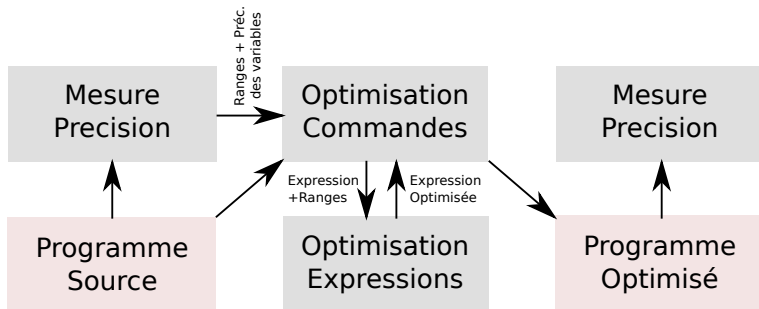 Ranges + Préc.
des variables
Mesure
Precision
Optimisation
Commandes
Mesure
Precision
Expression
+Ranges
Expression
Optimisée
Programme
Source
Optimisation
Expressions
Programme
Optimisé